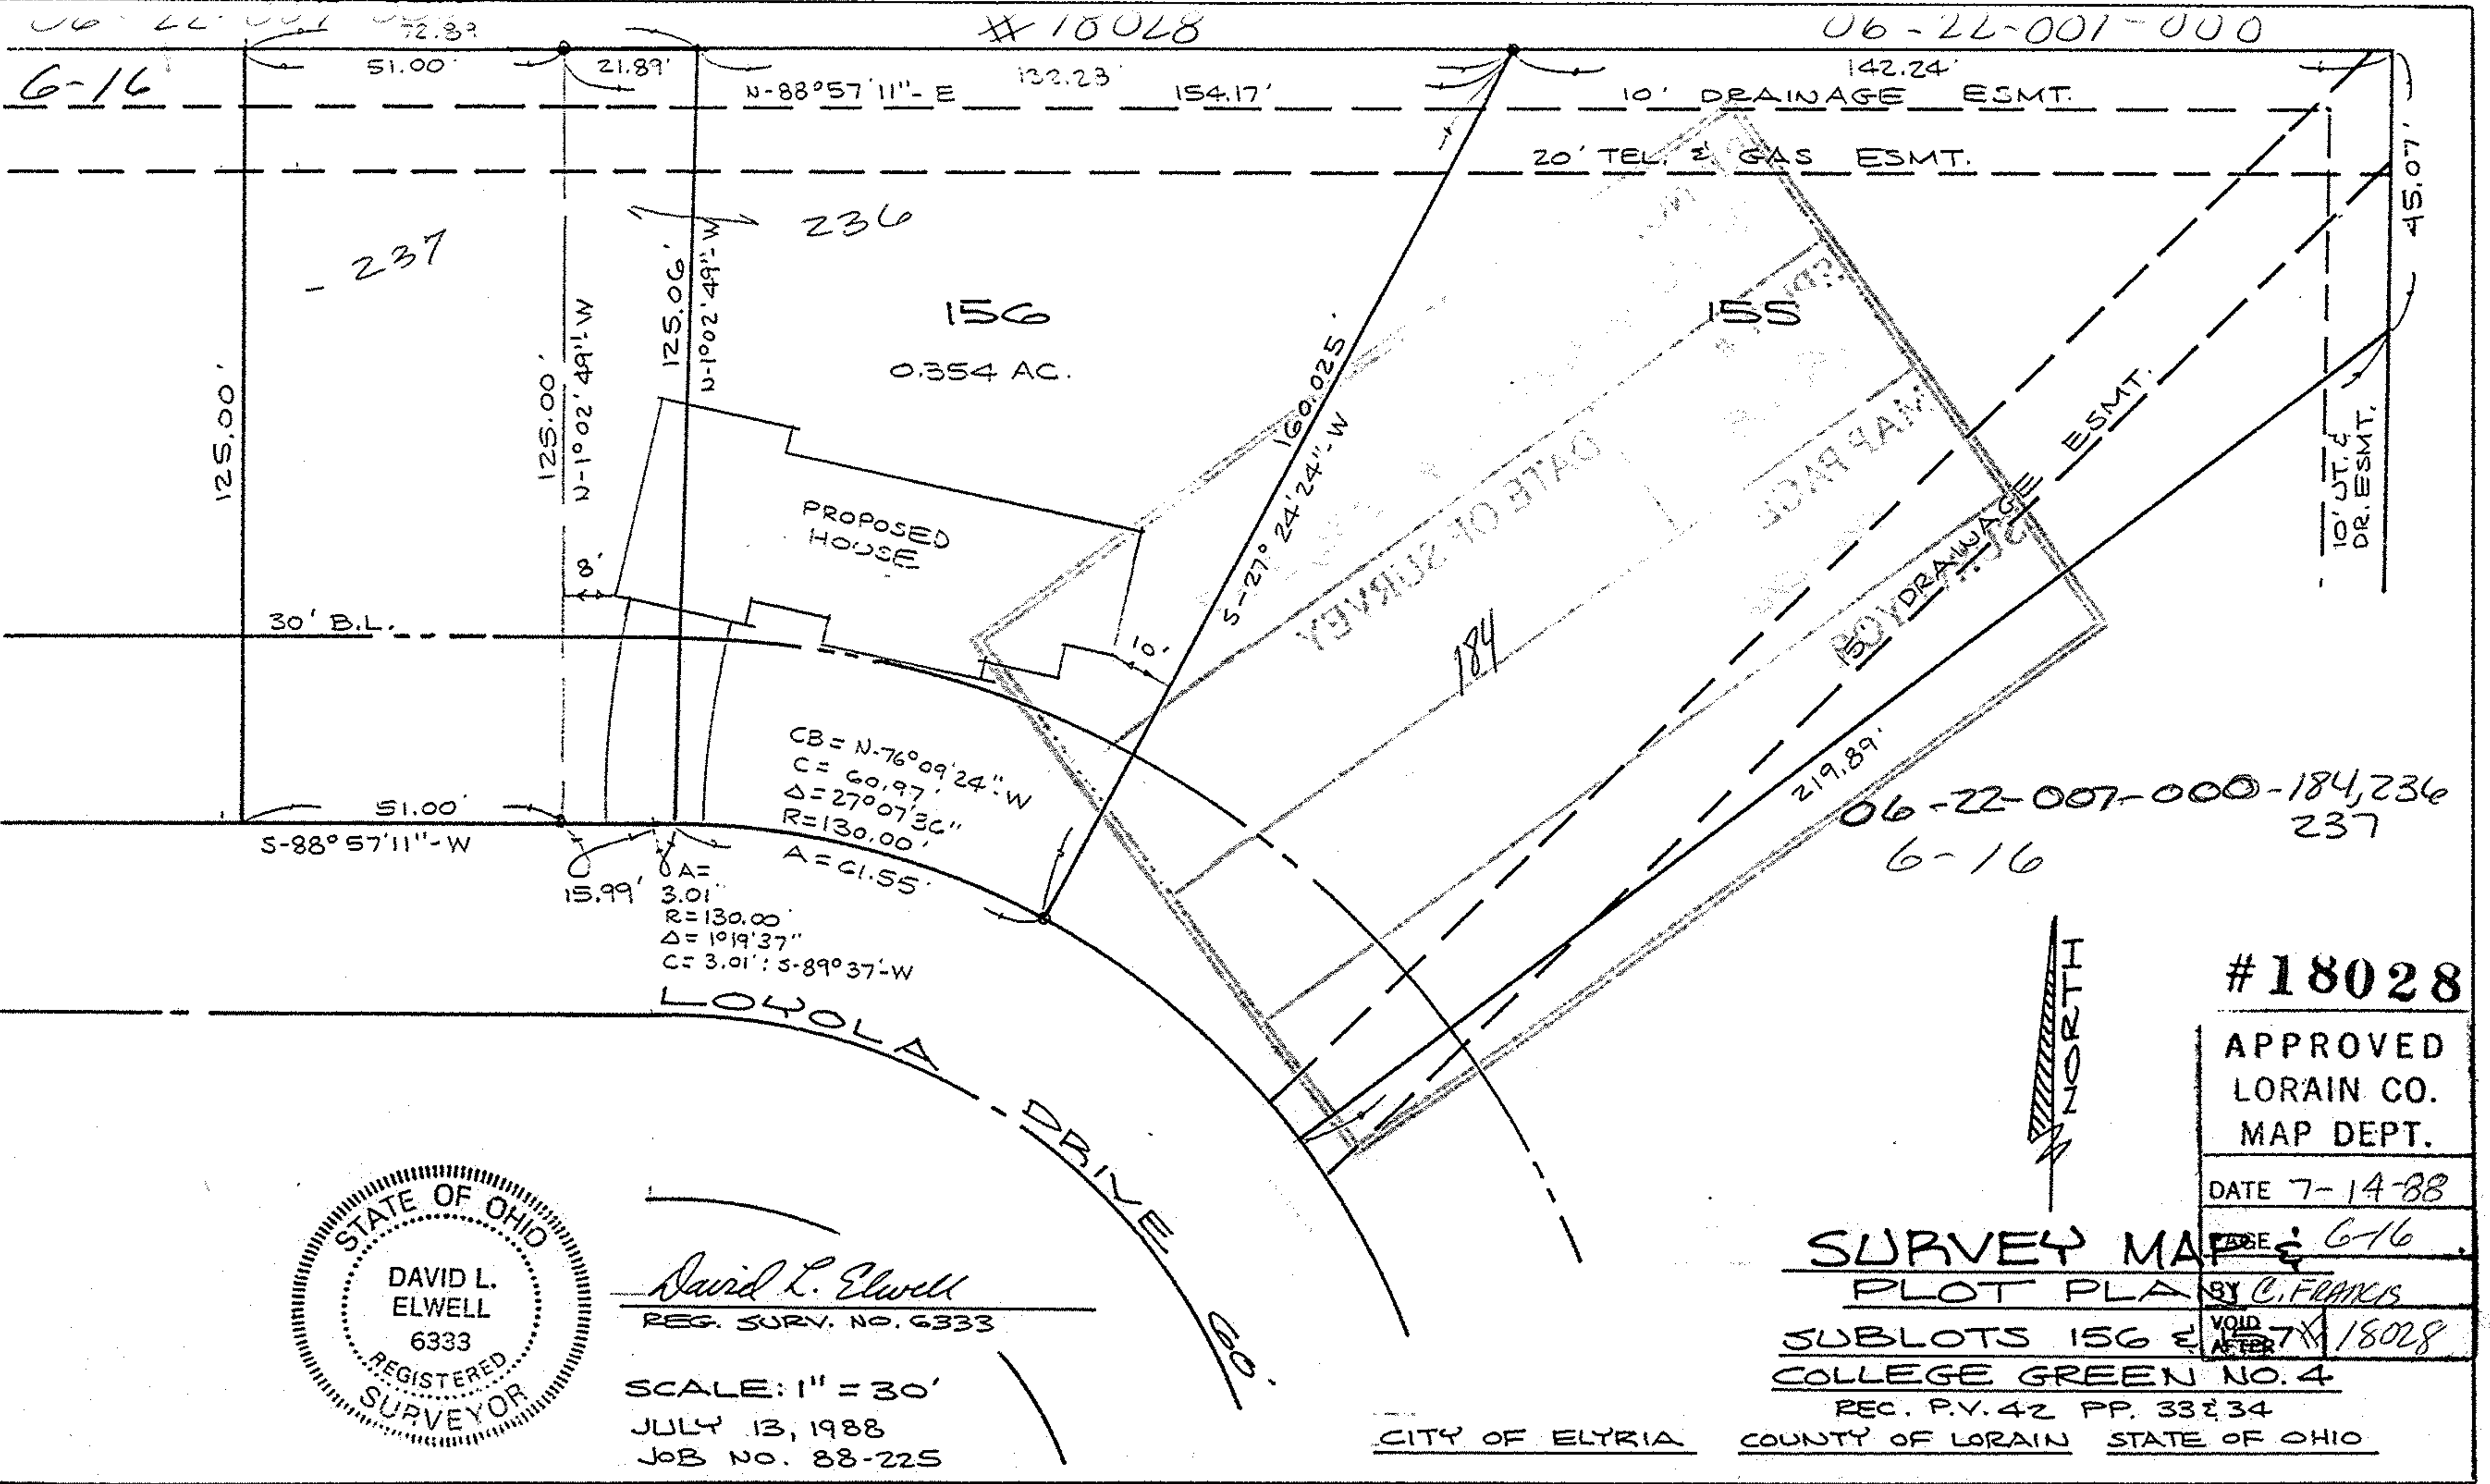 72.89'
# 18028
06-22-001-000
51.00'
21.89'
132.23'
142.24'
6-16
N-88°57'11"-E
154.17'
10' DRAINAGE ESMT.
20' TEL. & GAS ESMT.
45.07'
237
236
125.00'
125.00'
N-1°02'49"-W
125.06'
N-1°02'49"-W
156
0.354 AC.
155
160.025'
S-27°24'24"-W
PROPOSED
HOUSE
8'
10'
30' B.L.
DATE OF SURVEY
MAP PAGE
184
15' DRAINAGE ESMT.
10' UT. &
DR. ESMT.
219.89'
CB = N-76°09'24"-W
C = 60.97'
Δ = 27°07'36"
R = 130.00'
A = 61.55'
51.00'
S-88°57'11"-W
15.99'
A =
3.01'
R = 130.00'
Δ = 1°19'37"
C = 3.01'; S-89°37'-W
06-22-007-000-184,236
237
6-16
LOYOLA DRIVE
60'
NORTH
#18028
APPROVED
LORAIN CO.
MAP DEPT.
DATE 7-14-88
PAGE 6-16
BY C. FRANCIS
VOID
AFTER # 18028
STATE OF OHIO
DAVID L.
ELWELL
6333
REGISTERED
SURVEYOR
David L. Elwell
REG. SURV. NO. 6333
SCALE: 1" = 30'
JULY 13, 1988
JOB NO. 88-225
SURVEY MAP &
PLOT PLAN
SUBLOTS 156 & 157
COLLEGE GREEN NO. 4
REC. P.V. 42 PP. 33 & 34
CITY OF ELYRIA COUNTY OF LORAIN STATE OF OHIO